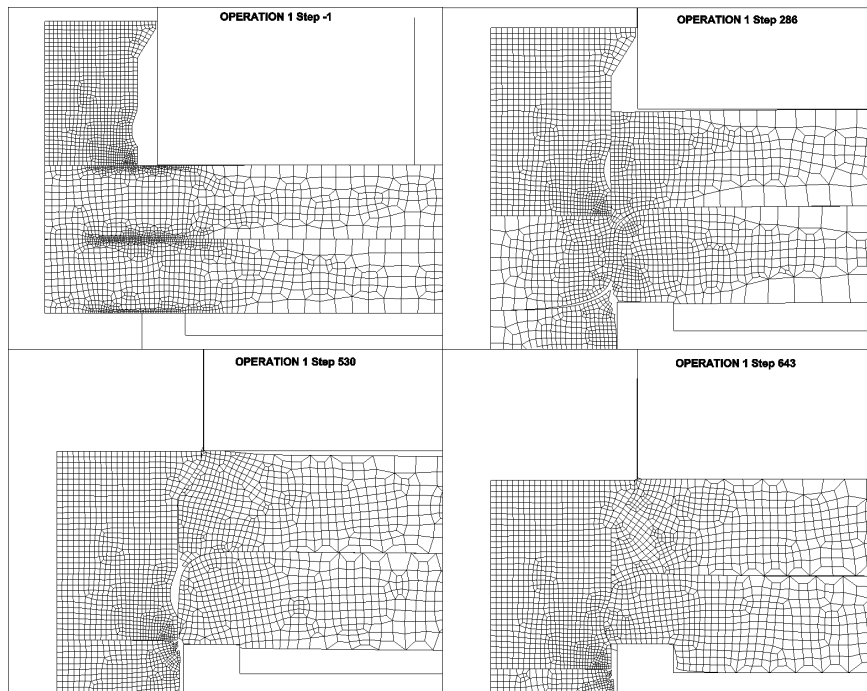 OPERATION 1 Step -1
OPERATION 1 Step 286
OPERATION 1 Step 530
OPERATION 1 Step 643